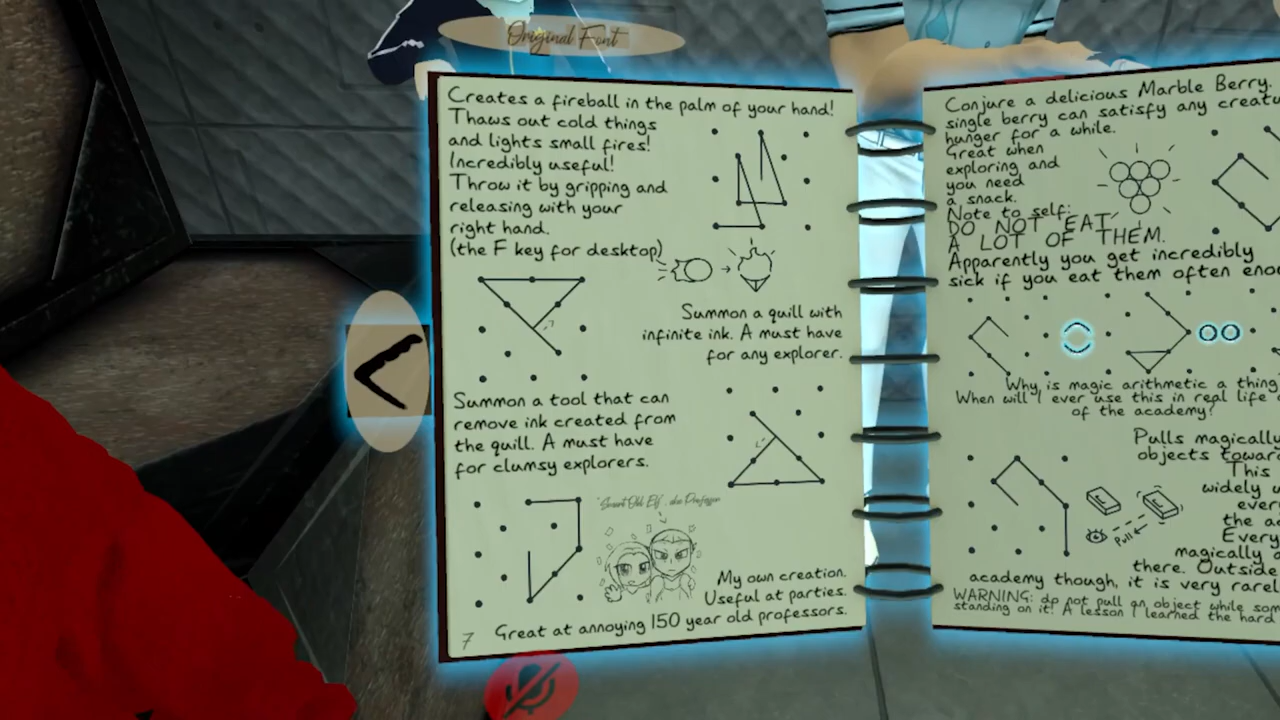 Original Font
Creates a fireball in the palm of your hand!
Thaws out cold things
and lights small fires!
Incredibly useful!
Throw it by gripping and
releasing with your
right hand.
(the F key for desktop)
Summon a quill with
infinite ink. A must have
for any explorer.
Summon a tool that can
remove ink created from
the quill. A must have
for clumsy explorers.
"Smart Old Elf", aka Professor
My own creation.
Useful at parties.
Great at annoying 150 year old professors.
7
Conjure a delicious Marble Berry.
single berry can satisfy any
hunger for a while.
Great when
exploring and
you need
a snack.
Note to self:
DO NOT EAT
A LOT OF THEM.
Apparently you get incredibly
sick if you eat them often
Why is magic arithmetic a thing
When will I ever use this in real life
of the academy?
Pulls magically
objects
This
widely
the
Pull
magically
there. Outside
academy though, it is very
WARNING: do not pull an object while
standing on it! A lesson I learned the hard